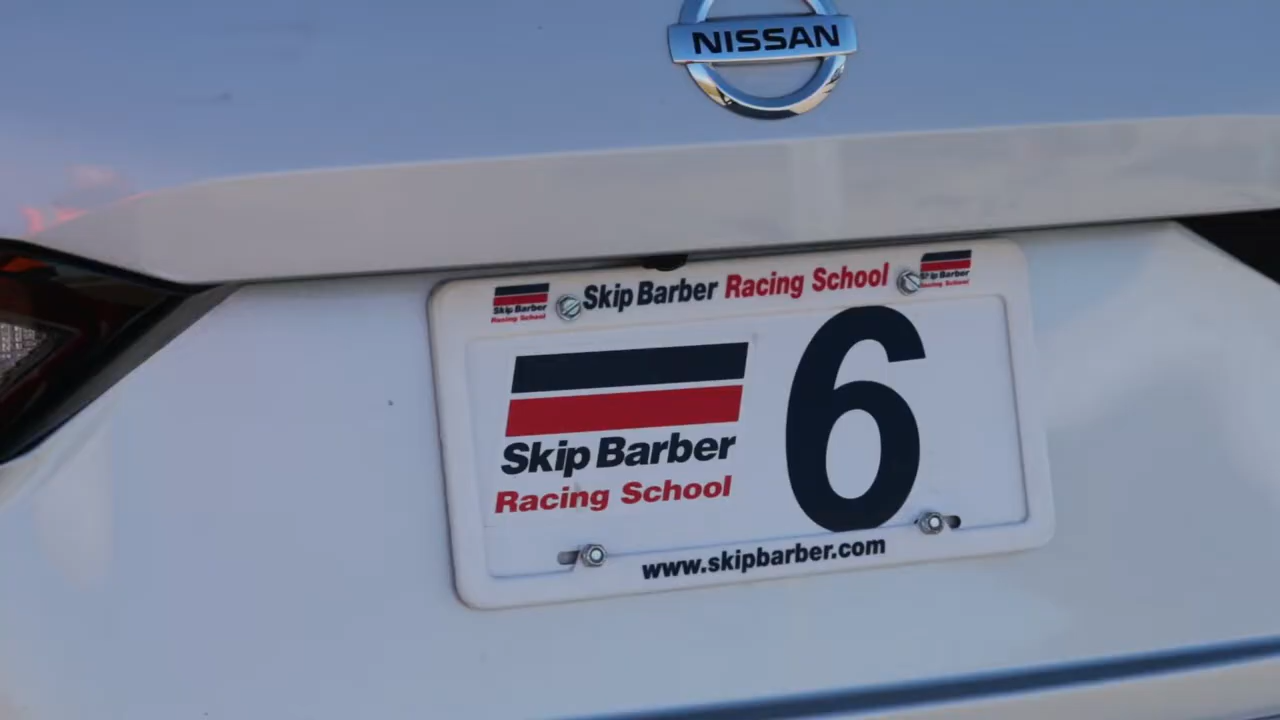 NISSAN
Skip Barber Racing School
Skip Barber
Racing School
Skip Barber
Racing School
Skip Barber
Racing School
6
www.skipbarber.com